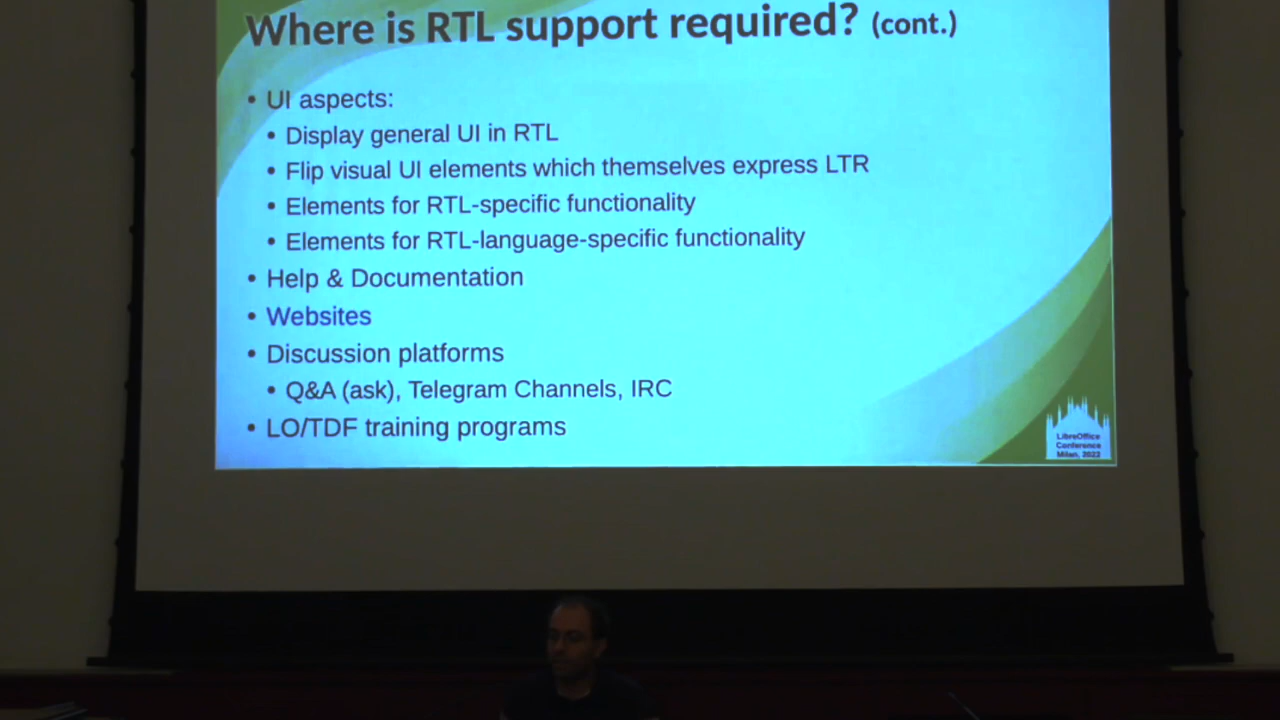 Where is RTL support required? (cont.)
• UI aspects:
• Display general UI in RTL
• Flip visual UI elements which themselves express LTR
• Elements for RTL-specific functionality
• Elements for RTL-language-specific functionality
• Help & Documentation
• Websites
• Discussion platforms
• Q&A (ask), Telegram Channels, IRC
• LO/TDF training programs
LibreOffice
Conference
Milan, 2022